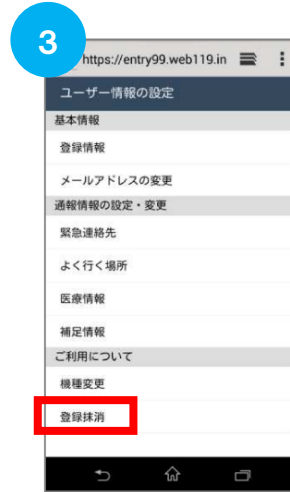 3
https://entry99.web119.in
ユーザー情報の設定
基本情報
登録情報
メールアドレスの変更
通報情報の設定・変更
緊急連絡先
よく行く場所
医療情報
補足情報
ご利用について
機種変更
登録抹消